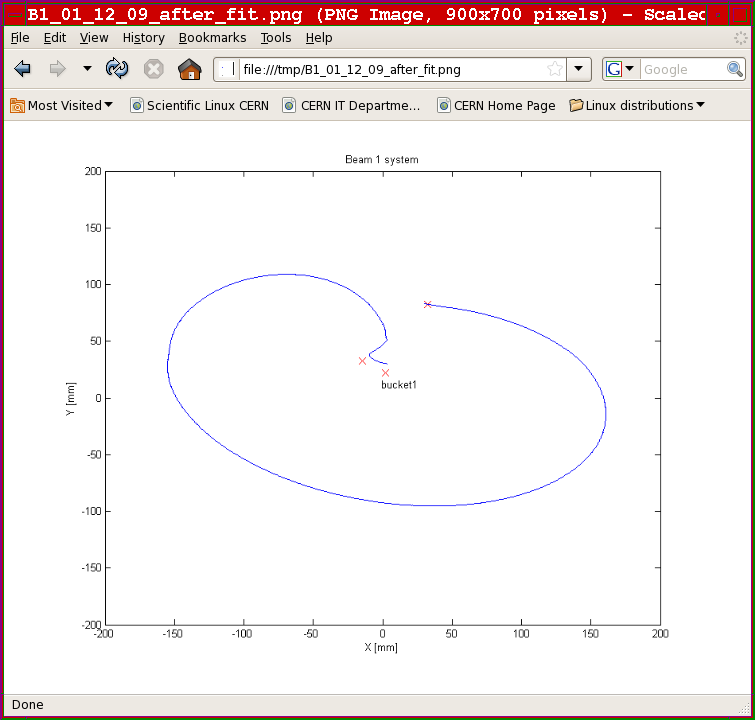 B1_01_12_09_after_fit.png (PNG Image, 900x700 pixels) - Scaled
File Edit View History Bookmarks Tools Help
file:///tmp/B1_01_12_09_after_fit.png
G Google
Most Visited Scientific Linux CERN CERN IT Departme... CERN Home Page Linux distributions
Beam 1 system
200
150
100
50
0
-50
-100
-150
-200
Y [mm]
bucket1
-200 -150 -100 -50 0 50 100 150 200
X [mm]
Done